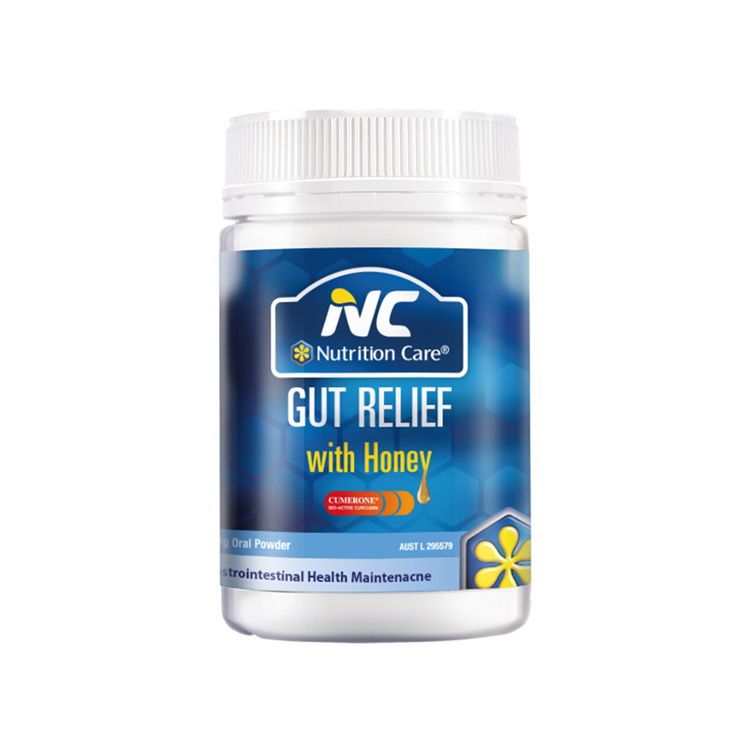 NC
Nutrition Care®
GUT RELIEF
with Honey
CUMERONE®
BIO-ACTIVE CURCUMIN
g Oral Powder
AUST L 295579
strointestinal Health Maintenacne